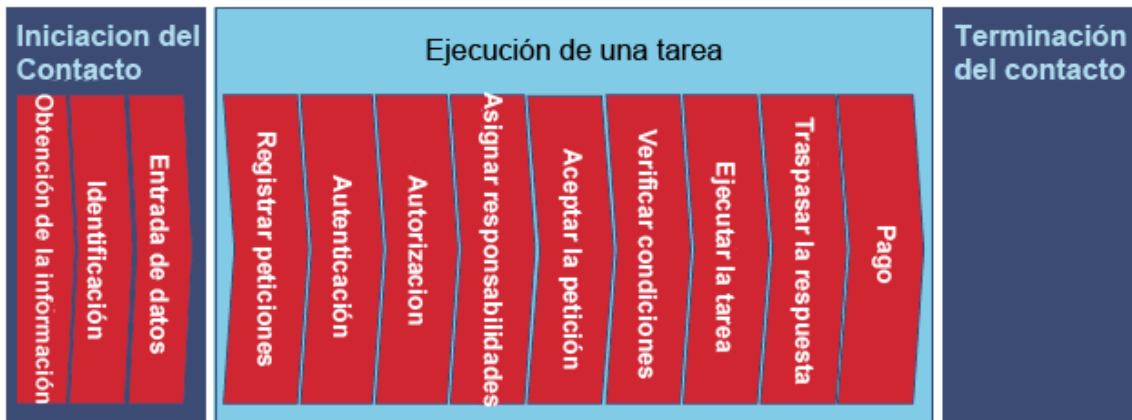 Iniciacion del
Contacto
Obtención de la información
Identificación
Entrada de datos
Ejecución de una tarea
Registrar peticiones
Autenticación
Autorizacion
Asignar responsabilidades
Aceptar la petición
Verificar condiciones
Ejecutar la tarea
Traspasar la respuesta
Pago
Terminación
del contacto